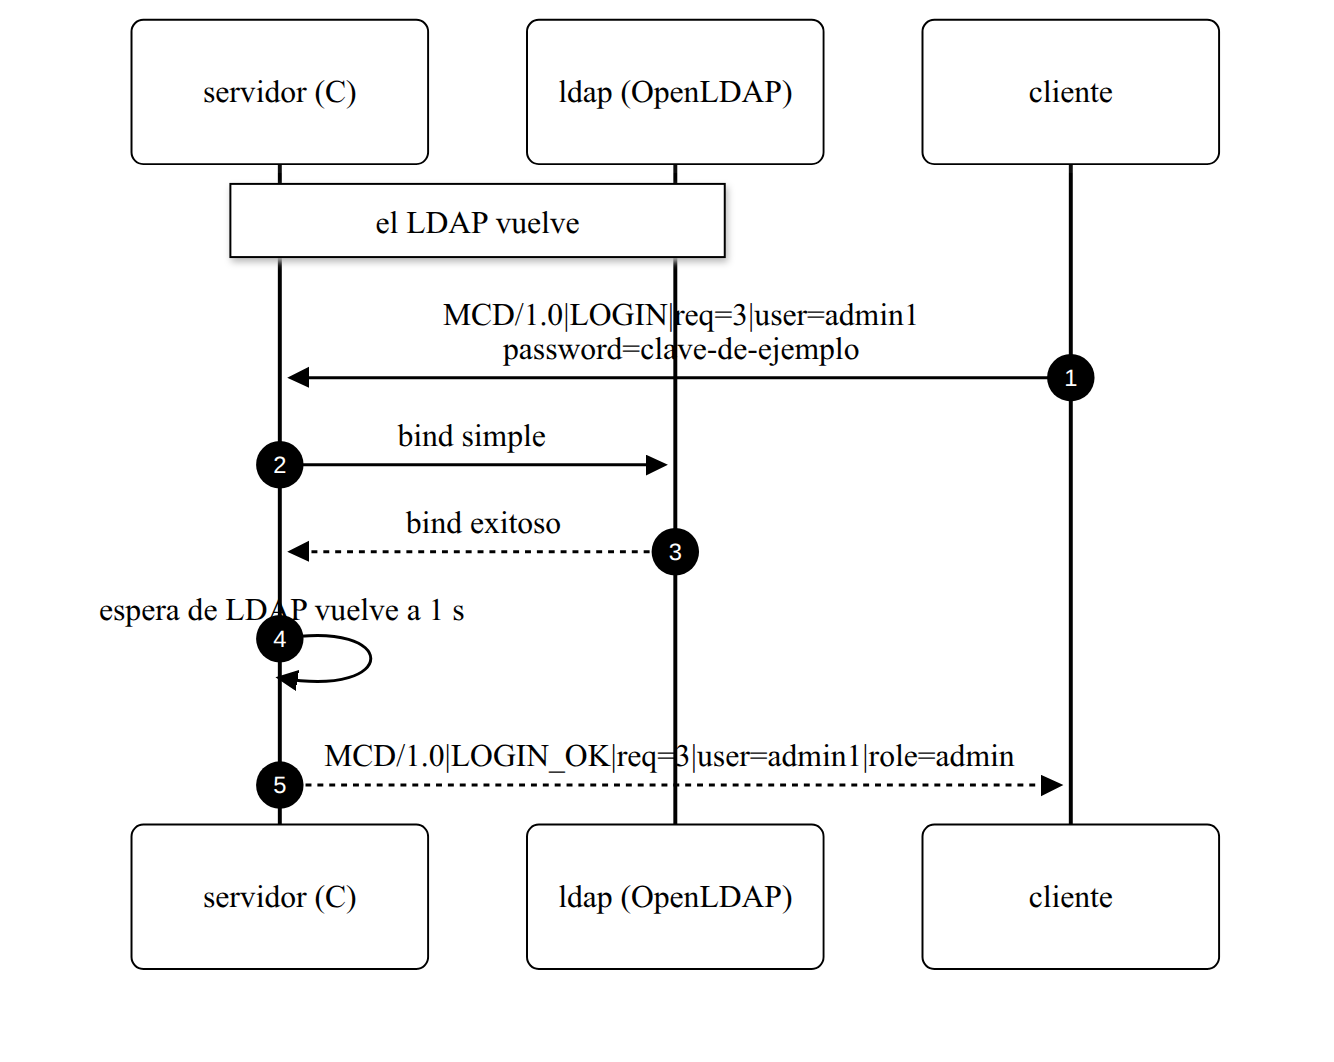 servidor (C)
ldap (OpenLDAP)
cliente
el LDAP vuelve
MCD/1.0|LOGIN|req=3|user=admin1
password=clave-de-ejemplo
1
bind simple
2
bind exitoso
3
espera de LDAP vuelve a 1 s
4
MCD/1.0|LOGIN_OK|req=3|user=admin1|role=admin
5
servidor (C)
ldap (OpenLDAP)
cliente